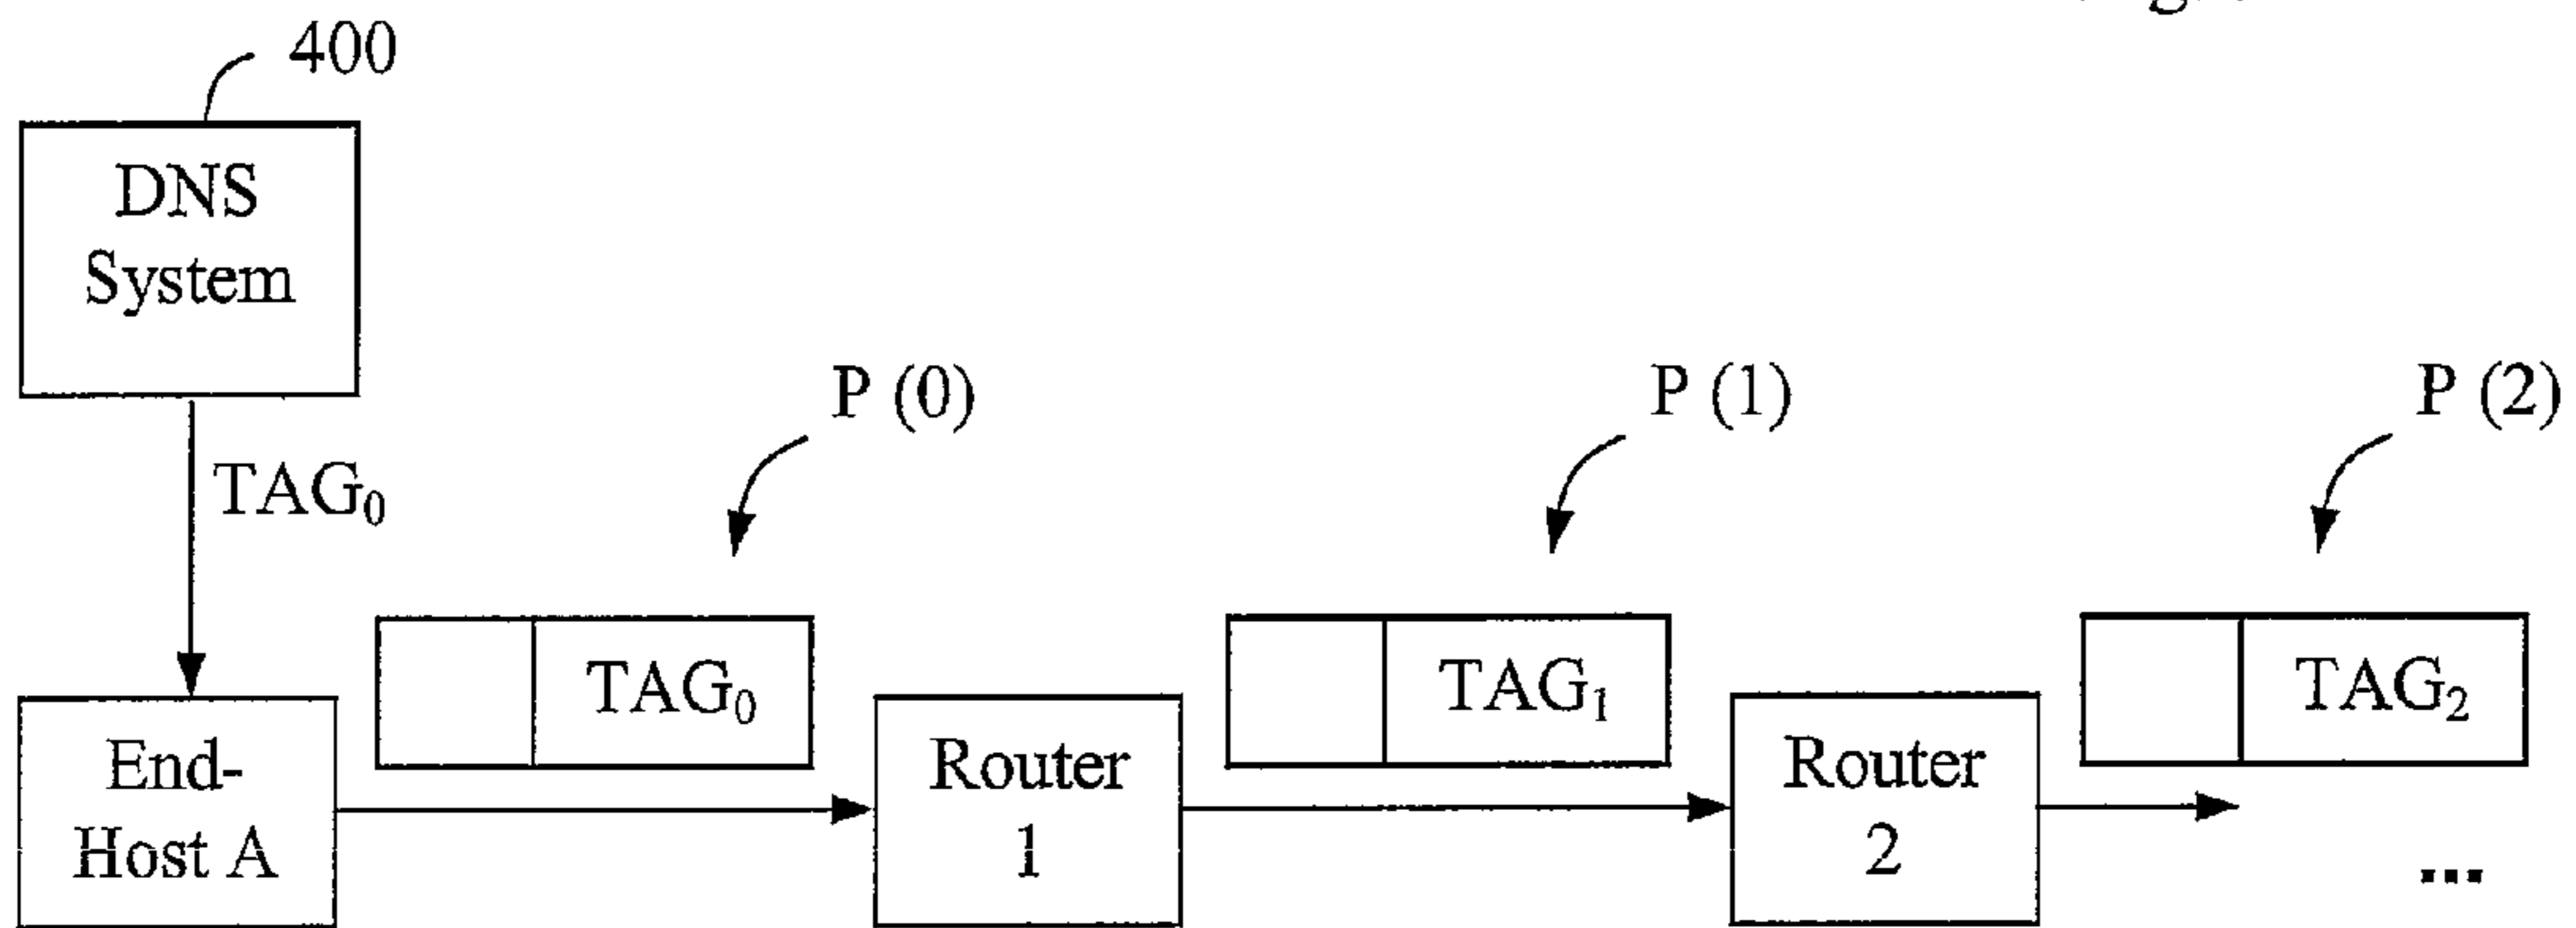 400
DNS
System
P (0)
P (1)
P (2)
TAG₀
TAG₀
TAG₁
TAG₂
End-
Host A
Router
1
Router
2
...